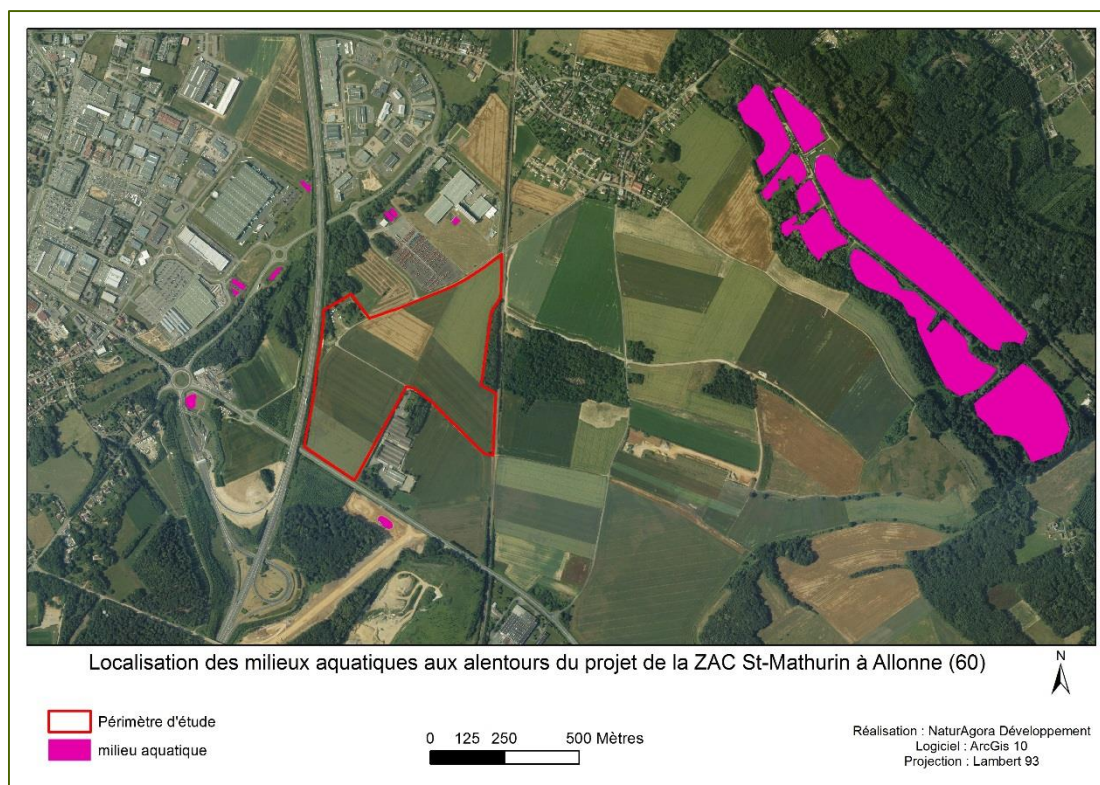 Localisation des milieux aquatiques aux alentours du projet de la ZAC St-Mathurin à Allonne (60)
N
Périmètre d'étude
milieu aquatique
0 125 250 500 Mètres
Réalisation : NaturAgora Développement
Logiciel : ArcGis 10
Projection : Lambert 93